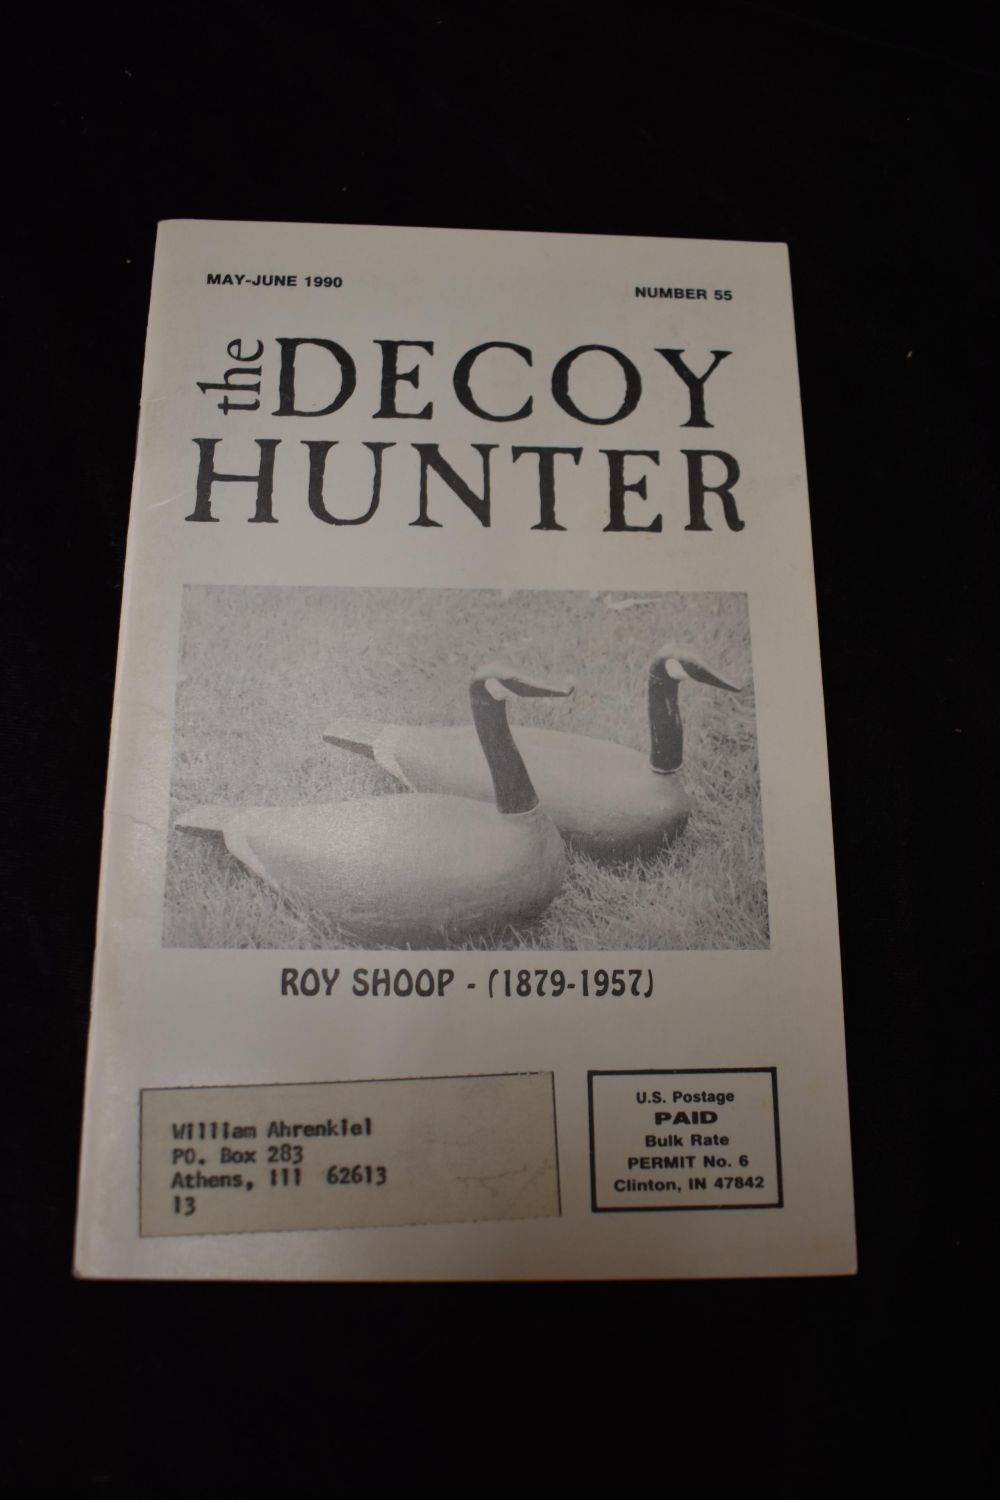 MAY-JUNE 1990
NUMBER 55
the DECOY
HUNTER
ROY SHOOP - (1879-1957)
William Ahrenkiel
PO. Box 283
Athens, Ill 62613
13
U.S. Postage
PAID
Bulk Rate
PERMIT No. 6
Clinton, IN 47842